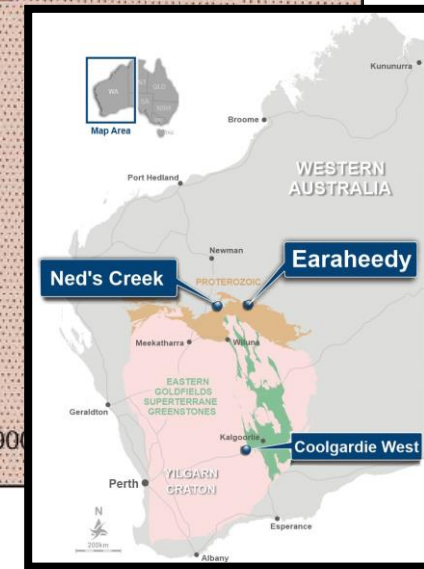 WA
NT
QLD
SA
NSW
VIC
TAS
Map Area
Kununurra
Broome
WESTERN
AUSTRALIA
Port Hedland
Newman
Ned's Creek
PROTEROZOIC
Earaheedy
Meekatharra
Wiluna
EASTERN
GOLDFIELDS
SUPERTERRANE
GREENSTONES
Geraldton
Kalgoorlie
Coolgardie West
Perth
YILGARN
CRATON
N
200km
Esperance
Albany